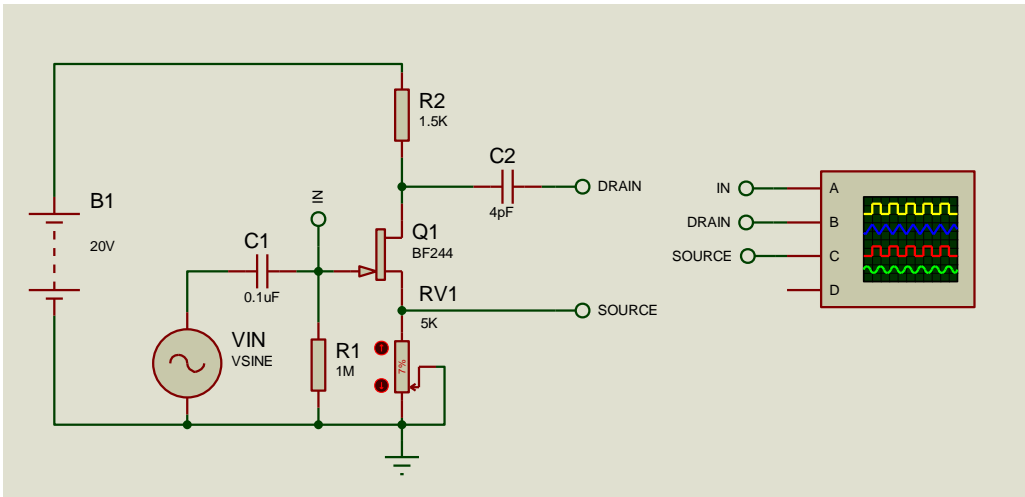 R2
1.5K
C2
4pF
DRAIN
B1
20V
IN
C1
0.1uF
Q1
BF244
RV1
5K
SOURCE
VIN
VSINE
R1
1M
7%
IN
A
DRAIN
B
SOURCE
C
D